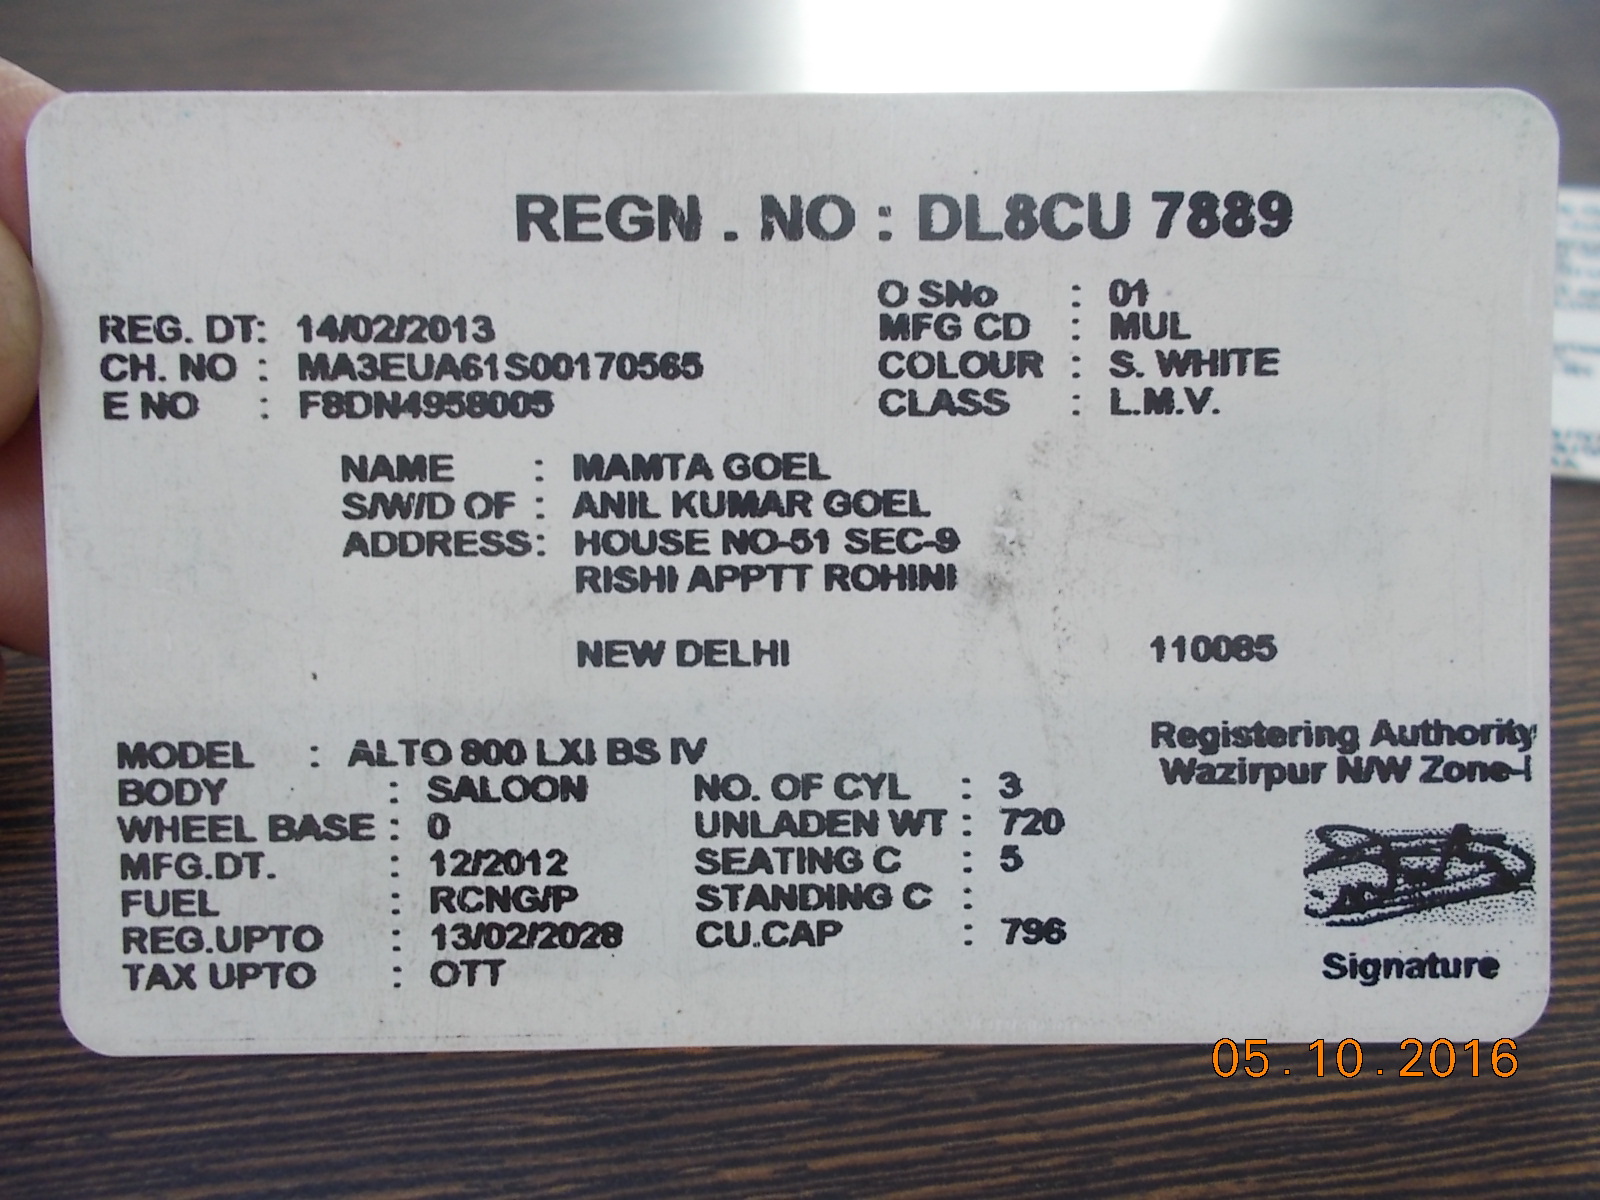 REGN . NO : DL8CU 7889
O SNo : 01
REG. DT: 14/02/2013 MFG CD : MUL
CH. NO : MA3EUA61S00170565 COLOUR : S. WHITE
E NO : F8DN4958005 CLASS : L.M.V.
NAME : MAMTA GOEL
S/W/D OF : ANIL KUMAR GOEL
ADDRESS: HOUSE NO-51 SEC-9
RISHI APPTT ROHINI
NEW DELHI 110085
Registering Authority
Wazirpur N/W Zone-I
MODEL : ALTO 800 LXI BS IV
BODY : SALOON NO. OF CYL : 3
WHEEL BASE : 0 UNLADEN WT : 720
MFG.DT. : 12/2012 SEATING C : 5
FUEL : RCNG/P STANDING C :
REG.UPTO : 13/02/2028 CU.CAP : 796
TAX UPTO : OTT
Signature
05.10.2016